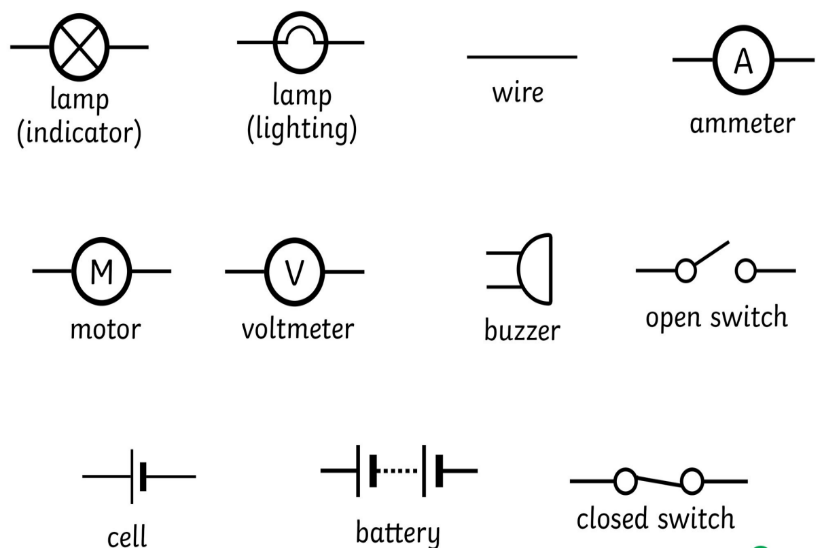 lamp
(indicator)
lamp
(lighting)
wire
A
ammeter
M
motor
V
voltmeter
buzzer
open switch
cell
battery
closed switch